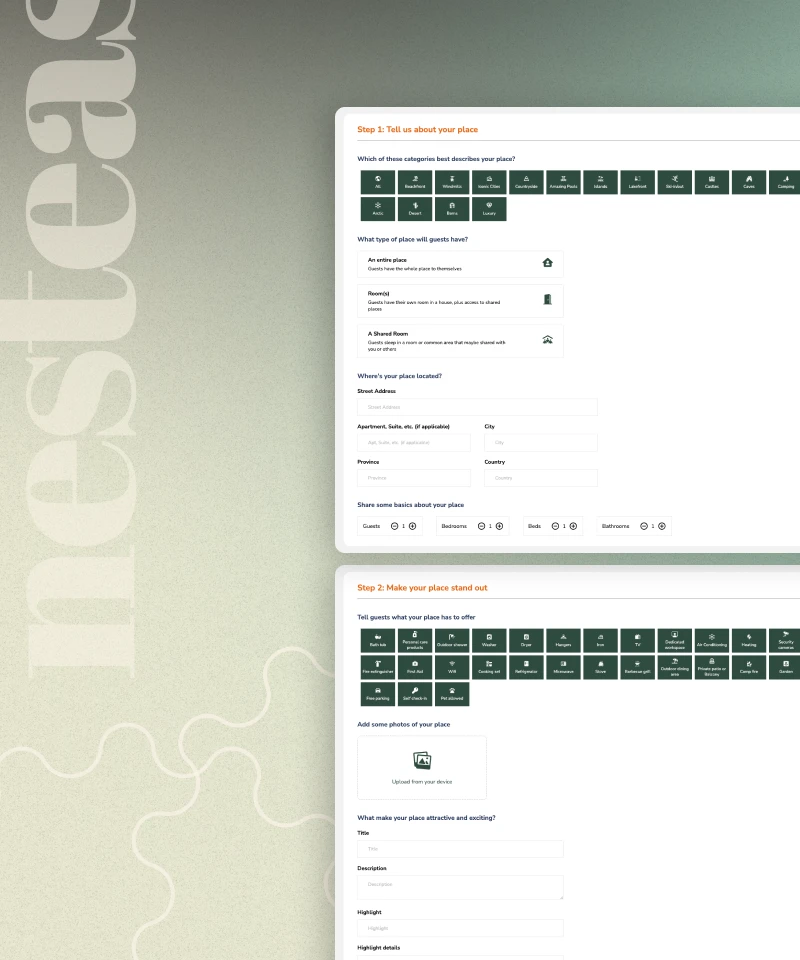 nesteas
Step 1: Tell us about your place
Which of these categories best describes your place?
All
Beachfront
Windmills
Iconic Cities
Countryside
Amazing Pools
Islands
Lakefront
Ski-in/out
Castles
Caves
Camping
Arctic
Desert
Barns
Luxury
What type of place will guests have?
An entire place
Guests have the whole place to themselves
Room(s)
Guests have their own room in a house, plus access to shared
places
A Shared Room
Guests sleep in a room or common area that maybe shared with
you or others
Where's your place located?
Street Address
Street Address
Apartment, Suite, etc. (if applicable) City
Apt, Suite, etc. (if applicable) City
Province Country
Province Country
Share some basics about your place
Guests 1 Bedrooms 1 Beds 1 Bathrooms 1
Step 2: Make your place stand out
Tell guests what your place has to offer
Bath tub
Personal care
products
Outdoor shower
Washer
Dryer
Hangers
Iron
TV
Dedicated
workspace
Air Conditioning
Heating
Security
cameras
Fire extinguisher
First Aid
Wifi
Cooking set
Refrigerator
Microwave
Stove
Barbecue grill
Outdoor dining
area
Private patio or
Balcony
Camp fire
Garden
Free parking
Self check-in
Pet allowed
Add some photos of your place
Upload from your device
What make your place attractive and exciting?
Title
Title
Description
Description
Highlight
Highlight
Highlight details